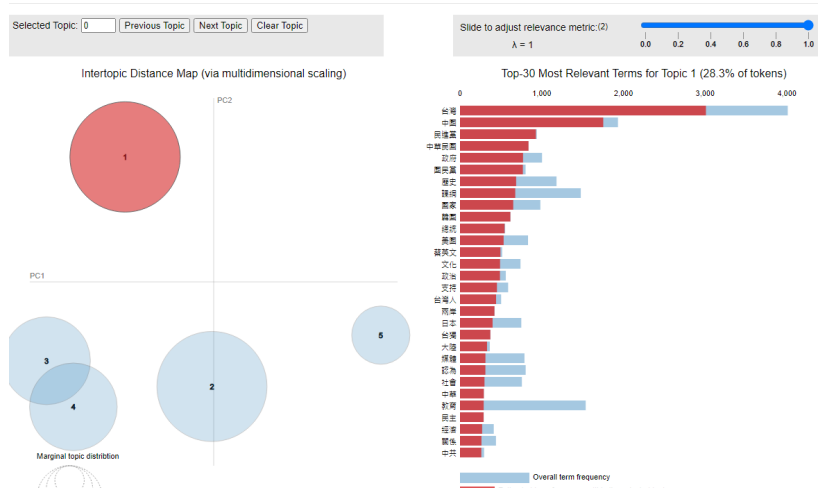 Selected Topic: 0 Previous Topic Next Topic Clear Topic
Slide to adjust relevance metric:(2)
λ = 1
0.0 0.2 0.4 0.6 0.8 1.0
Intertopic Distance Map (via multidimensional scaling)
PC2
PC1
1
2
3
4
5
Marginal topic distribtion
Top-30 Most Relevant Terms for Topic 1 (28.3% of tokens)
0 1,000 2,000 3,000 4,000
台灣
中國
民進黨
中華民國
政府
國民黨
歷史
課綱
國家
韓國
總統
美國
蔡英文
文化
政治
支持
台灣人
兩岸
日本
台獨
大陸
媒體
認為
社會
中華
教育
民主
經濟
關係
中共
Overall term frequency